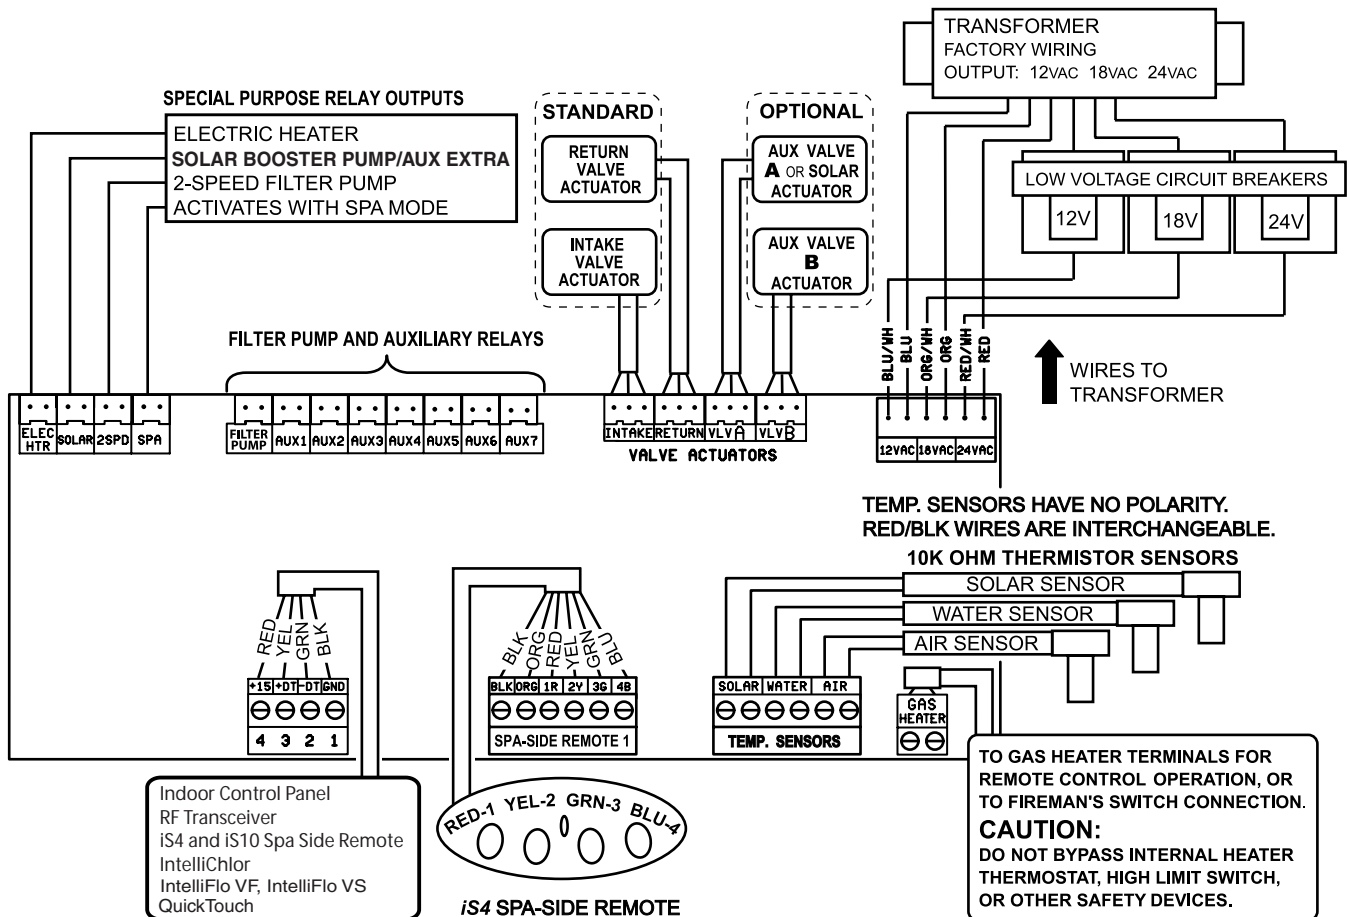 TRANSFORMER
FACTORY WIRING
OUTPUT: 12VAC 18VAC 24VAC
SPECIAL PURPOSE RELAY OUTPUTS
ELECTRIC HEATER
SOLAR BOOSTER PUMP/AUX EXTRA
2-SPEED FILTER PUMP
ACTIVATES WITH SPA MODE
STANDARD
RETURN
VALVE
ACTUATOR
INTAKE
VALVE
ACTUATOR
OPTIONAL
AUX VALVE
A OR SOLAR
ACTUATOR
AUX VALVE
B
ACTUATOR
LOW VOLTAGE CIRCUIT BREAKERS
12V
18V
24V
FILTER PUMP AND AUXILIARY RELAYS
BLU/WH
BLU
ORG/WH
ORG
RED/WH
RED
WIRES TO
TRANSFORMER
ELEC
HTR
SOLAR
2SPD
SPA
FILTER
PUMP
AUX1
AUX2
AUX3
AUX4
AUX5
AUX6
AUX7
INTAKE
RETURN
VLV A
VLV B
VALVE ACTUATORS
12VAC
18VAC
24VAC
TEMP. SENSORS HAVE NO POLARITY.
RED/BLK WIRES ARE INTERCHANGEABLE.
10K OHM THERMISTOR SENSORS
SOLAR SENSOR
WATER SENSOR
AIR SENSOR
RED
YEL
GRN
BLK
+15
+DT
-DT
GND
4 3 2 1
BLK
ORG
RED
YEL
GRN
BLU
BLK
ORG
1R
2Y
3G
4B
SPA-SIDE REMOTE 1
SOLAR
WATER
AIR
TEMP. SENSORS
GAS
HEATER
Indoor Control Panel
RF Transceiver
iS4 and iS10 Spa Side Remote
IntelliChlor
IntelliFlo VF, IntelliFlo VS
QuickTouch
RED-1 YEL-2 GRN-3 BLU-4
iS4 SPA-SIDE REMOTE
TO GAS HEATER TERMINALS FOR
REMOTE CONTROL OPERATION, OR
TO FIREMAN'S SWITCH CONNECTION.
CAUTION:
DO NOT BYPASS INTERNAL HEATER
THERMOSTAT, HIGH LIMIT SWITCH,
OR OTHER SAFETY DEVICES.